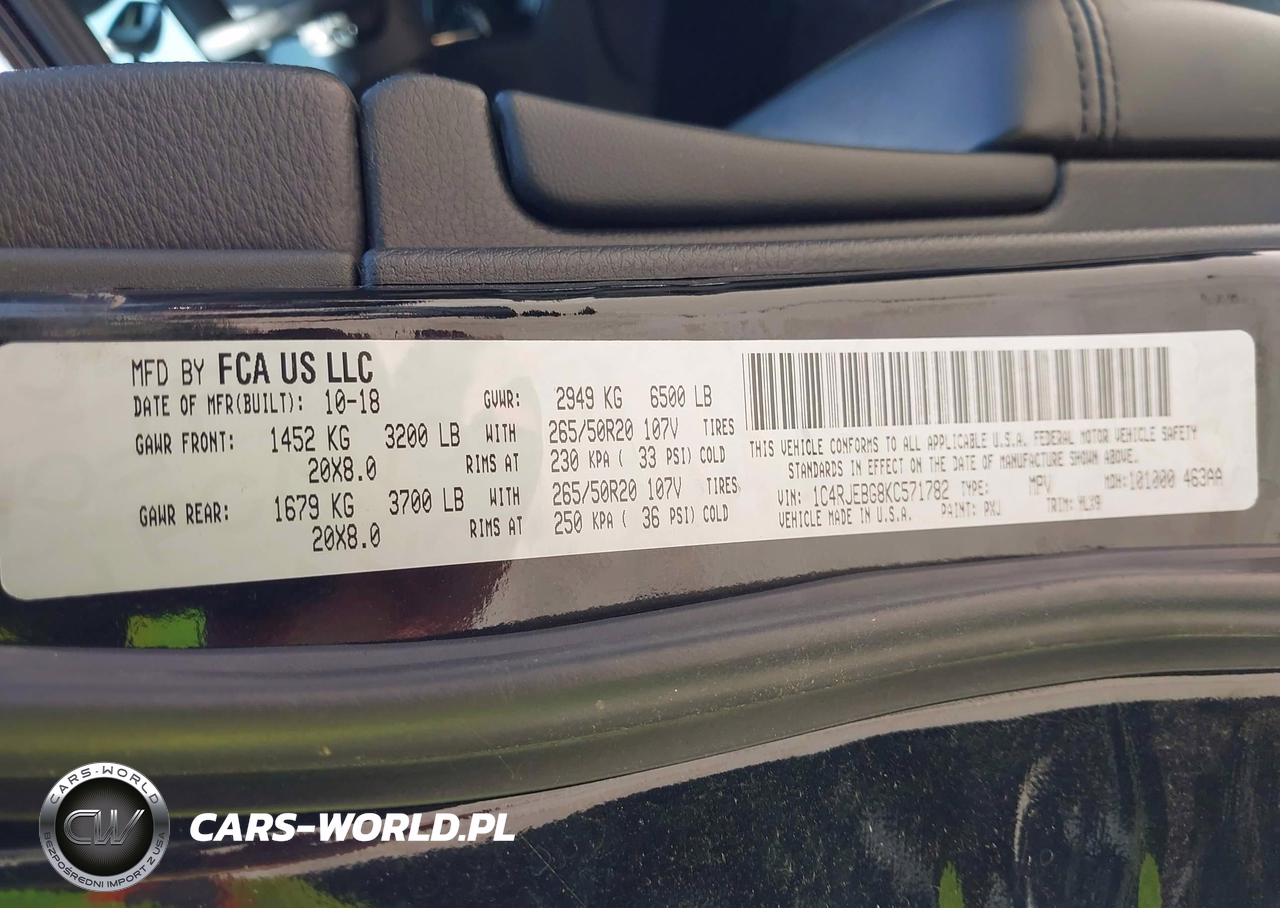 MFD BY FCA US LLC
DATE OF MFR(BUILT): 10-18 GVWR: 2949 KG 6500 LB
GAWR FRONT: 1452 KG 3200 LB WITH 265/50R20 107V TIRES
20X8.0 RIMS AT 230 KPA ( 33 PSI) COLD
GAWR REAR: 1679 KG 3700 LB WITH 265/50R20 107V TIRES
20X8.0 RIMS AT 250 KPA ( 36 PSI) COLD
THIS VEHICLE CONFORMS TO ALL APPLICABLE U.S.A. FEDERAL MOTOR VEHICLE SAFETY
STANDARDS IN EFFECT ON THE DATE OF MANUFACTURE SHOWN ABOVE.
VIN: 1C4RJEBG8KC571782 TYPE: MPV MDH:101000 463AA
VEHICLE MADE IN U.S.A. PAINT: PXJ TRIM: HLX9
CARS-WORLD
CW
BEZPOŚREDNI IMPORT Z USA
CARS-WORLD.PL